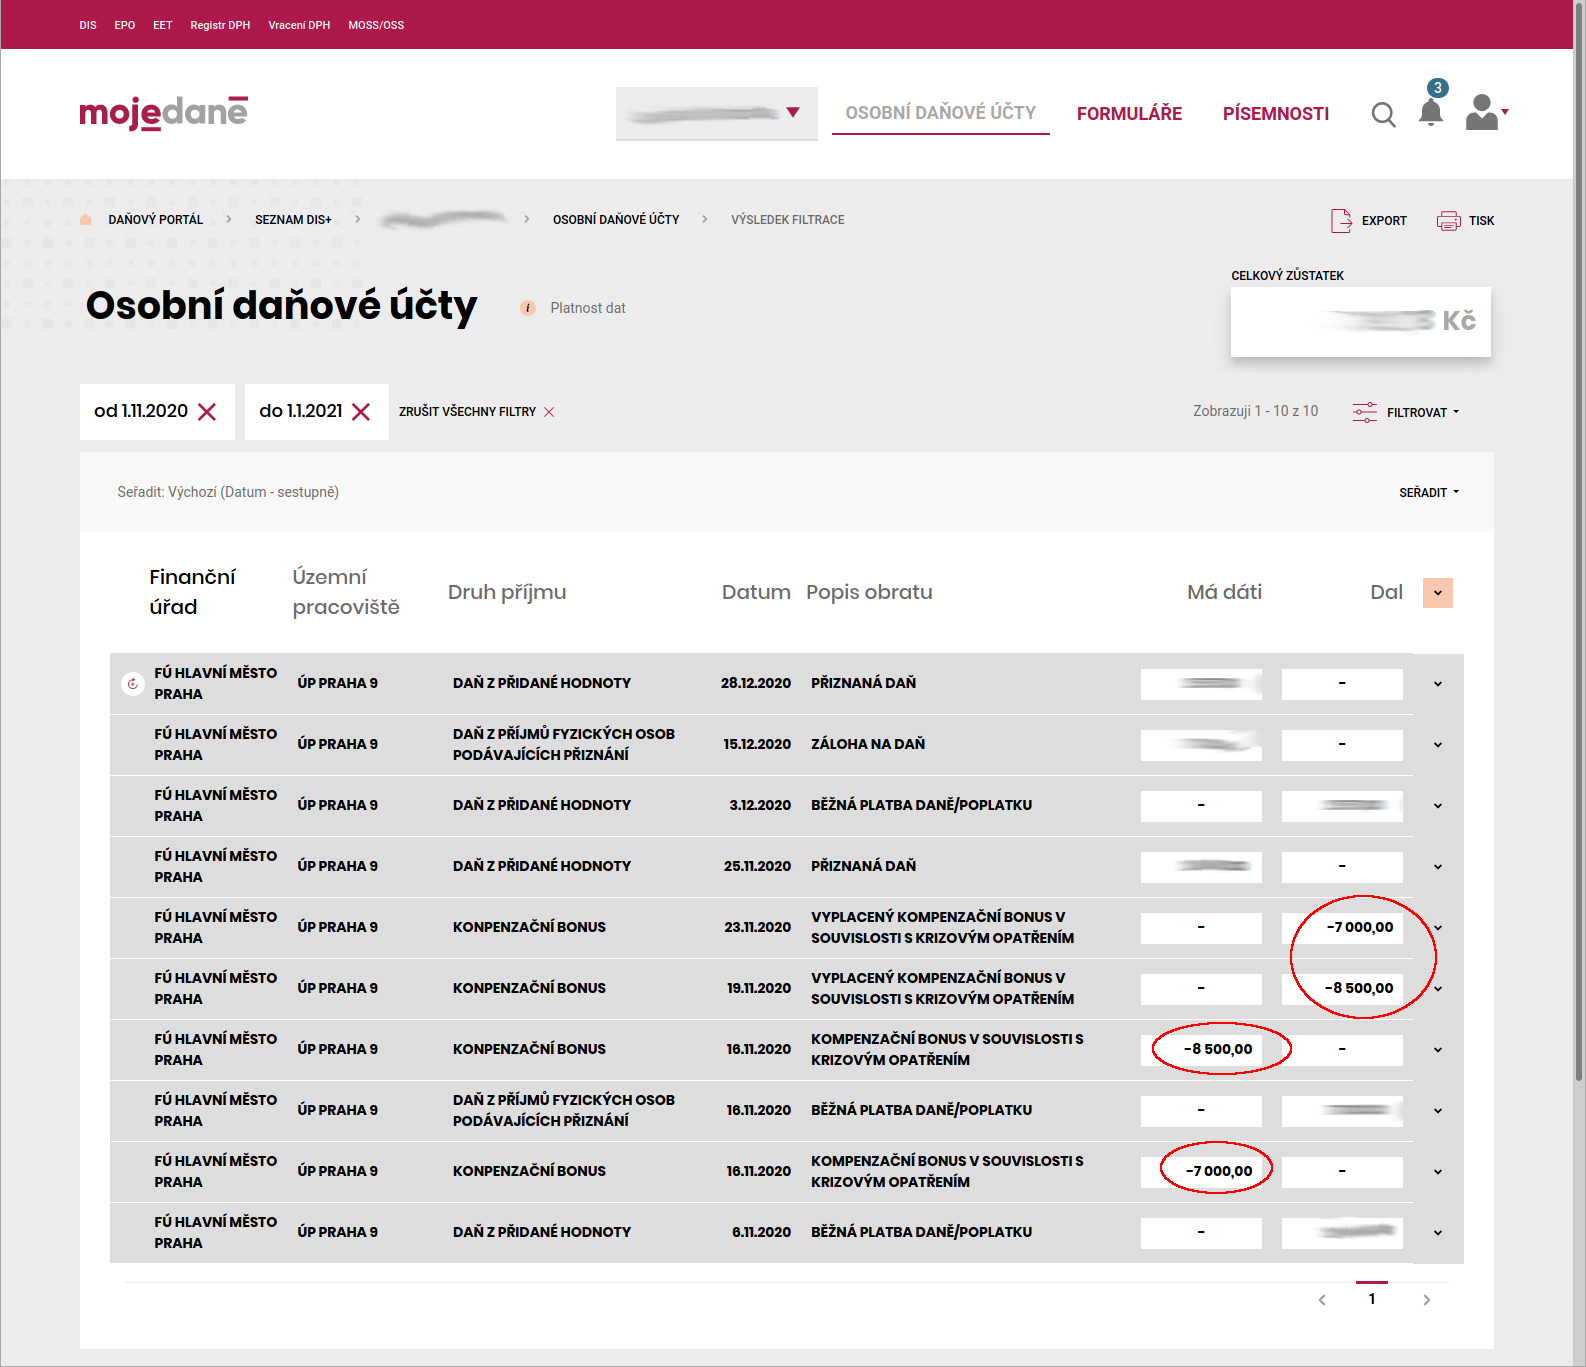 DIS EPO EET Registr DPH Vracení DPH MOSS/OSS
mojedaně
OSOBNÍ DAŇOVÉ ÚČTY FORMULÁŘE PÍSEMNOSTI 3
DAŇOVÝ PORTÁL > SEZNAM DIS+ > > OSOBNÍ DAŇOVÉ ÚČTY > VÝSLEDEK FILTRACE
EXPORT TISK
CELKOVÝ ZŮSTATEK
Osobní daňové účty i Platnost dat
Kč
od 1.11.2020 do 1.1.2021 ZRUŠIT VŠECHNY FILTRY
Zobrazuji 1 - 10 z 10 FILTROVAT
Seřadit: Výchozí (Datum - sestupně) SEŘADIT
Finanční
úřad
Územní
pracoviště
Druh příjmu Datum Popis obratu Má dáti Dal
FÚ HLAVNÍ MĚSTO
PRAHA
ÚP PRAHA 9 DAŇ Z PŘIDANÉ HODNOTY 28.12.2020 PŘIZNANÁ DAŇ -
FÚ HLAVNÍ MĚSTO
PRAHA
ÚP PRAHA 9
DAŇ Z PŘÍJMŮ FYZICKÝCH OSOB
PODÁVAJÍCÍCH PŘIZNÁNÍ
15.12.2020 ZÁLOHA NA DAŇ -
FÚ HLAVNÍ MĚSTO
PRAHA
ÚP PRAHA 9 DAŇ Z PŘIDANÉ HODNOTY 3.12.2020 BĚŽNÁ PLATBA DANĚ/POPLATKU -
FÚ HLAVNÍ MĚSTO
PRAHA
ÚP PRAHA 9 DAŇ Z PŘIDANÉ HODNOTY 25.11.2020 PŘIZNANÁ DAŇ -
FÚ HLAVNÍ MĚSTO
PRAHA
ÚP PRAHA 9 KONPENZAČNÍ BONUS 23.11.2020
VYPLACENÝ KOMPENZAČNÍ BONUS V
SOUVISLOSTI S KRIZOVÝM OPATŘENÍM
- -7 000,00
FÚ HLAVNÍ MĚSTO
PRAHA
ÚP PRAHA 9 KONPENZAČNÍ BONUS 19.11.2020
VYPLACENÝ KOMPENZAČNÍ BONUS V
SOUVISLOSTI S KRIZOVÝM OPATŘENÍM
- -8 500,00
FÚ HLAVNÍ MĚSTO
PRAHA
ÚP PRAHA 9 KONPENZAČNÍ BONUS 16.11.2020
KOMPENZAČNÍ BONUS V SOUVISLOSTI S
KRIZOVÝM OPATŘENÍM
-8 500,00 -
FÚ HLAVNÍ MĚSTO
PRAHA
ÚP PRAHA 9
DAŇ Z PŘÍJMŮ FYZICKÝCH OSOB
PODÁVAJÍCÍCH PŘIZNÁNÍ
16.11.2020 BĚŽNÁ PLATBA DANĚ/POPLATKU -
FÚ HLAVNÍ MĚSTO
PRAHA
ÚP PRAHA 9 KONPENZAČNÍ BONUS 16.11.2020
KOMPENZAČNÍ BONUS V SOUVISLOSTI S
KRIZOVÝM OPATŘENÍM
-7 000,00 -
FÚ HLAVNÍ MĚSTO
PRAHA
ÚP PRAHA 9 DAŇ Z PŘIDANÉ HODNOTY 6.11.2020 BĚŽNÁ PLATBA DANĚ/POPLATKU -
< 1 >